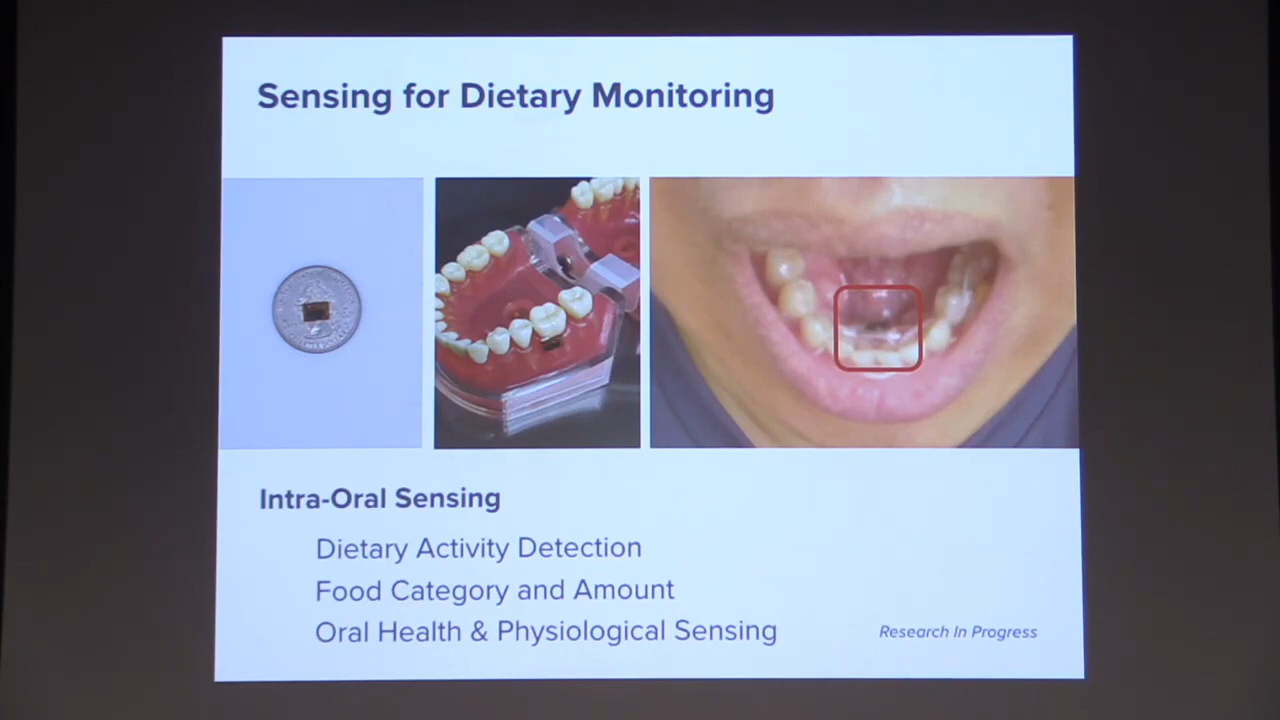 Sensing for Dietary Monitoring
Intra-Oral Sensing
Dietary Activity Detection
Food Category and Amount
Oral Health & Physiological Sensing
Research In Progress